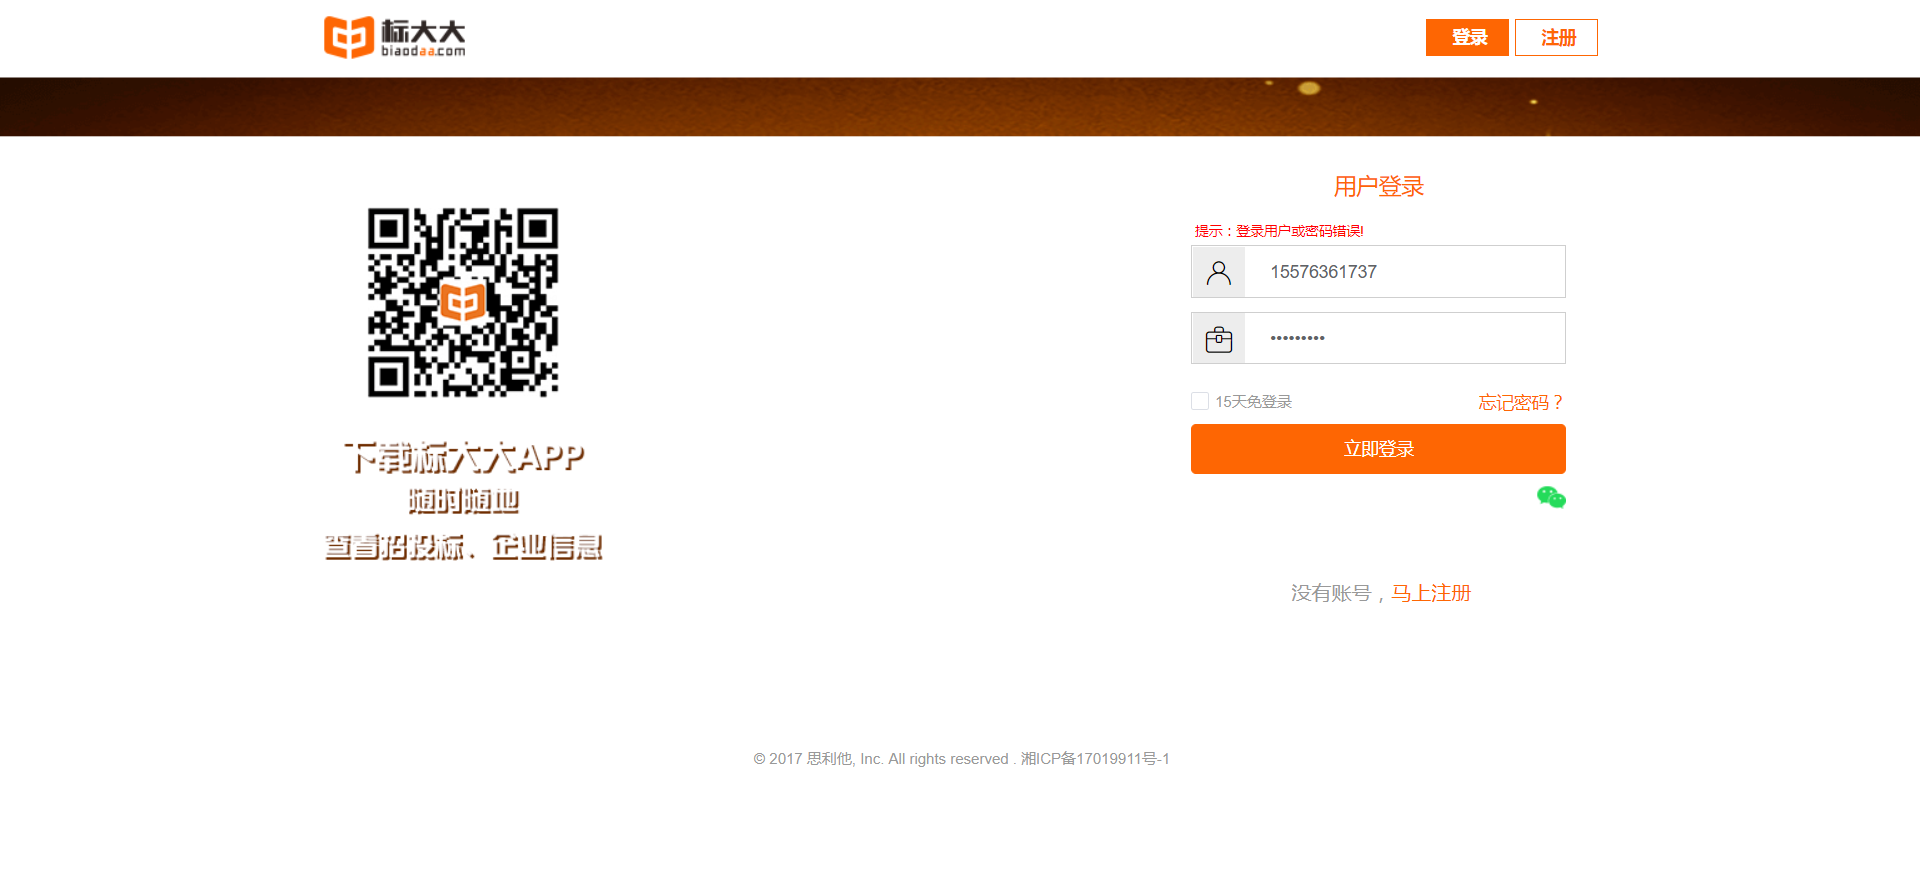 标大大
biaodaa.com
登录
注册
用户登录
提示：登录用户或密码错误!
15576361737
•••••••••
15天免登录
忘记密码？
立即登录
下载标大大APP
随时随地
查看招投标、企业信息
没有账号，马上注册
© 2017 思利他, Inc. All rights reserved . 湘ICP备17019911号-1